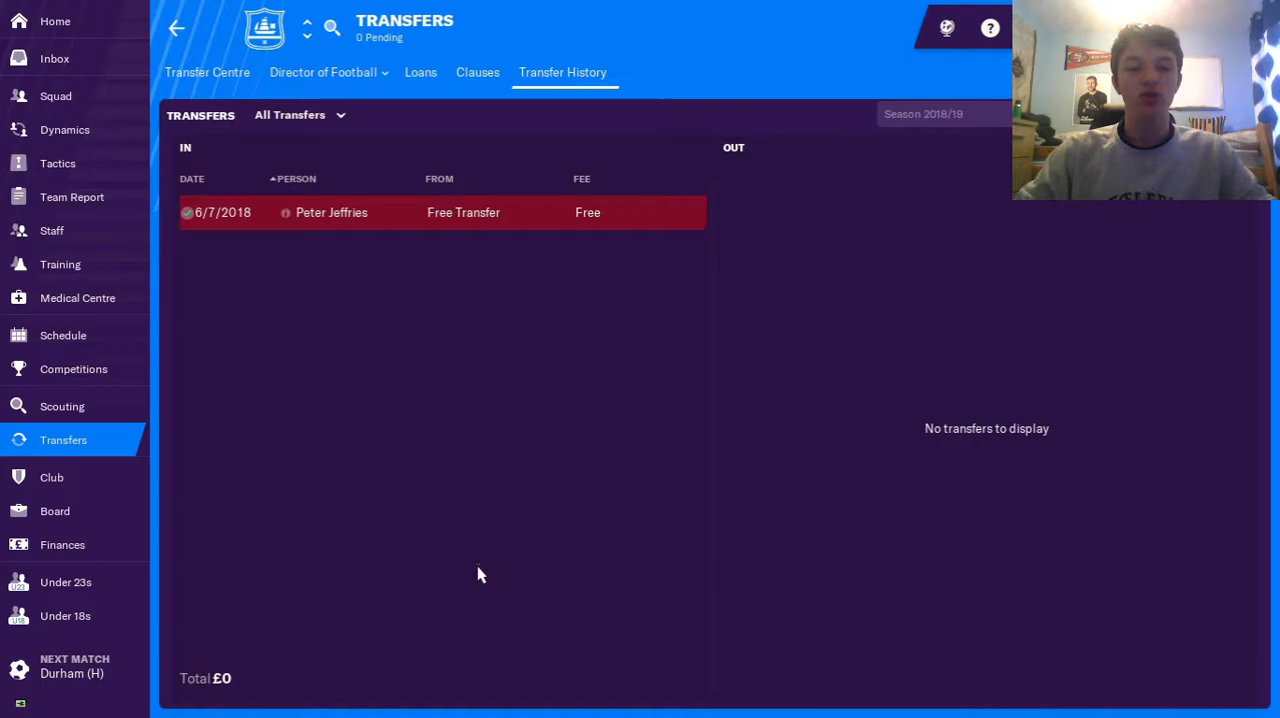 Home
Inbox
Squad
Dynamics
Tactics
Team Report
Staff
Training
Medical Centre
Schedule
Competitions
Scouting
Transfers
Club
Board
Finances
U23
Under 23s
U18
Under 18s
NEXT MATCH
Durham (H)
TRANSFERS
0 Pending
?
Transfer Centre
Director of Football
Loans
Clauses
Transfer History
TRANSFERS
All Transfers
Season 2018/19
IN
OUT
DATE PERSON FROM FEE
6/7/2018 Peter Jeffries Free Transfer Free
No transfers to display
Total £0